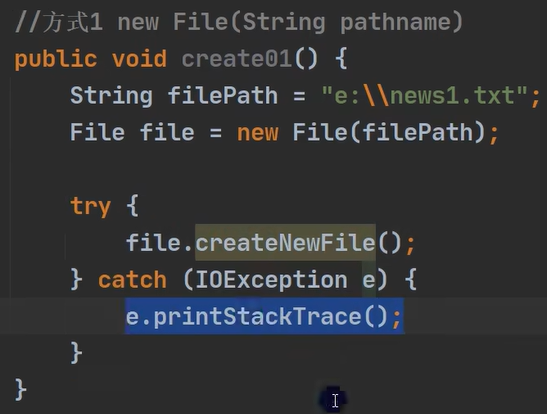 //方式1 new File(String pathname)
public void create01() {
String filePath = "e:\\news1.txt";
File file = new File(filePath);
try {
file.createNewFile();
} catch (IOException e) {
e.printStackTrace();
}
}